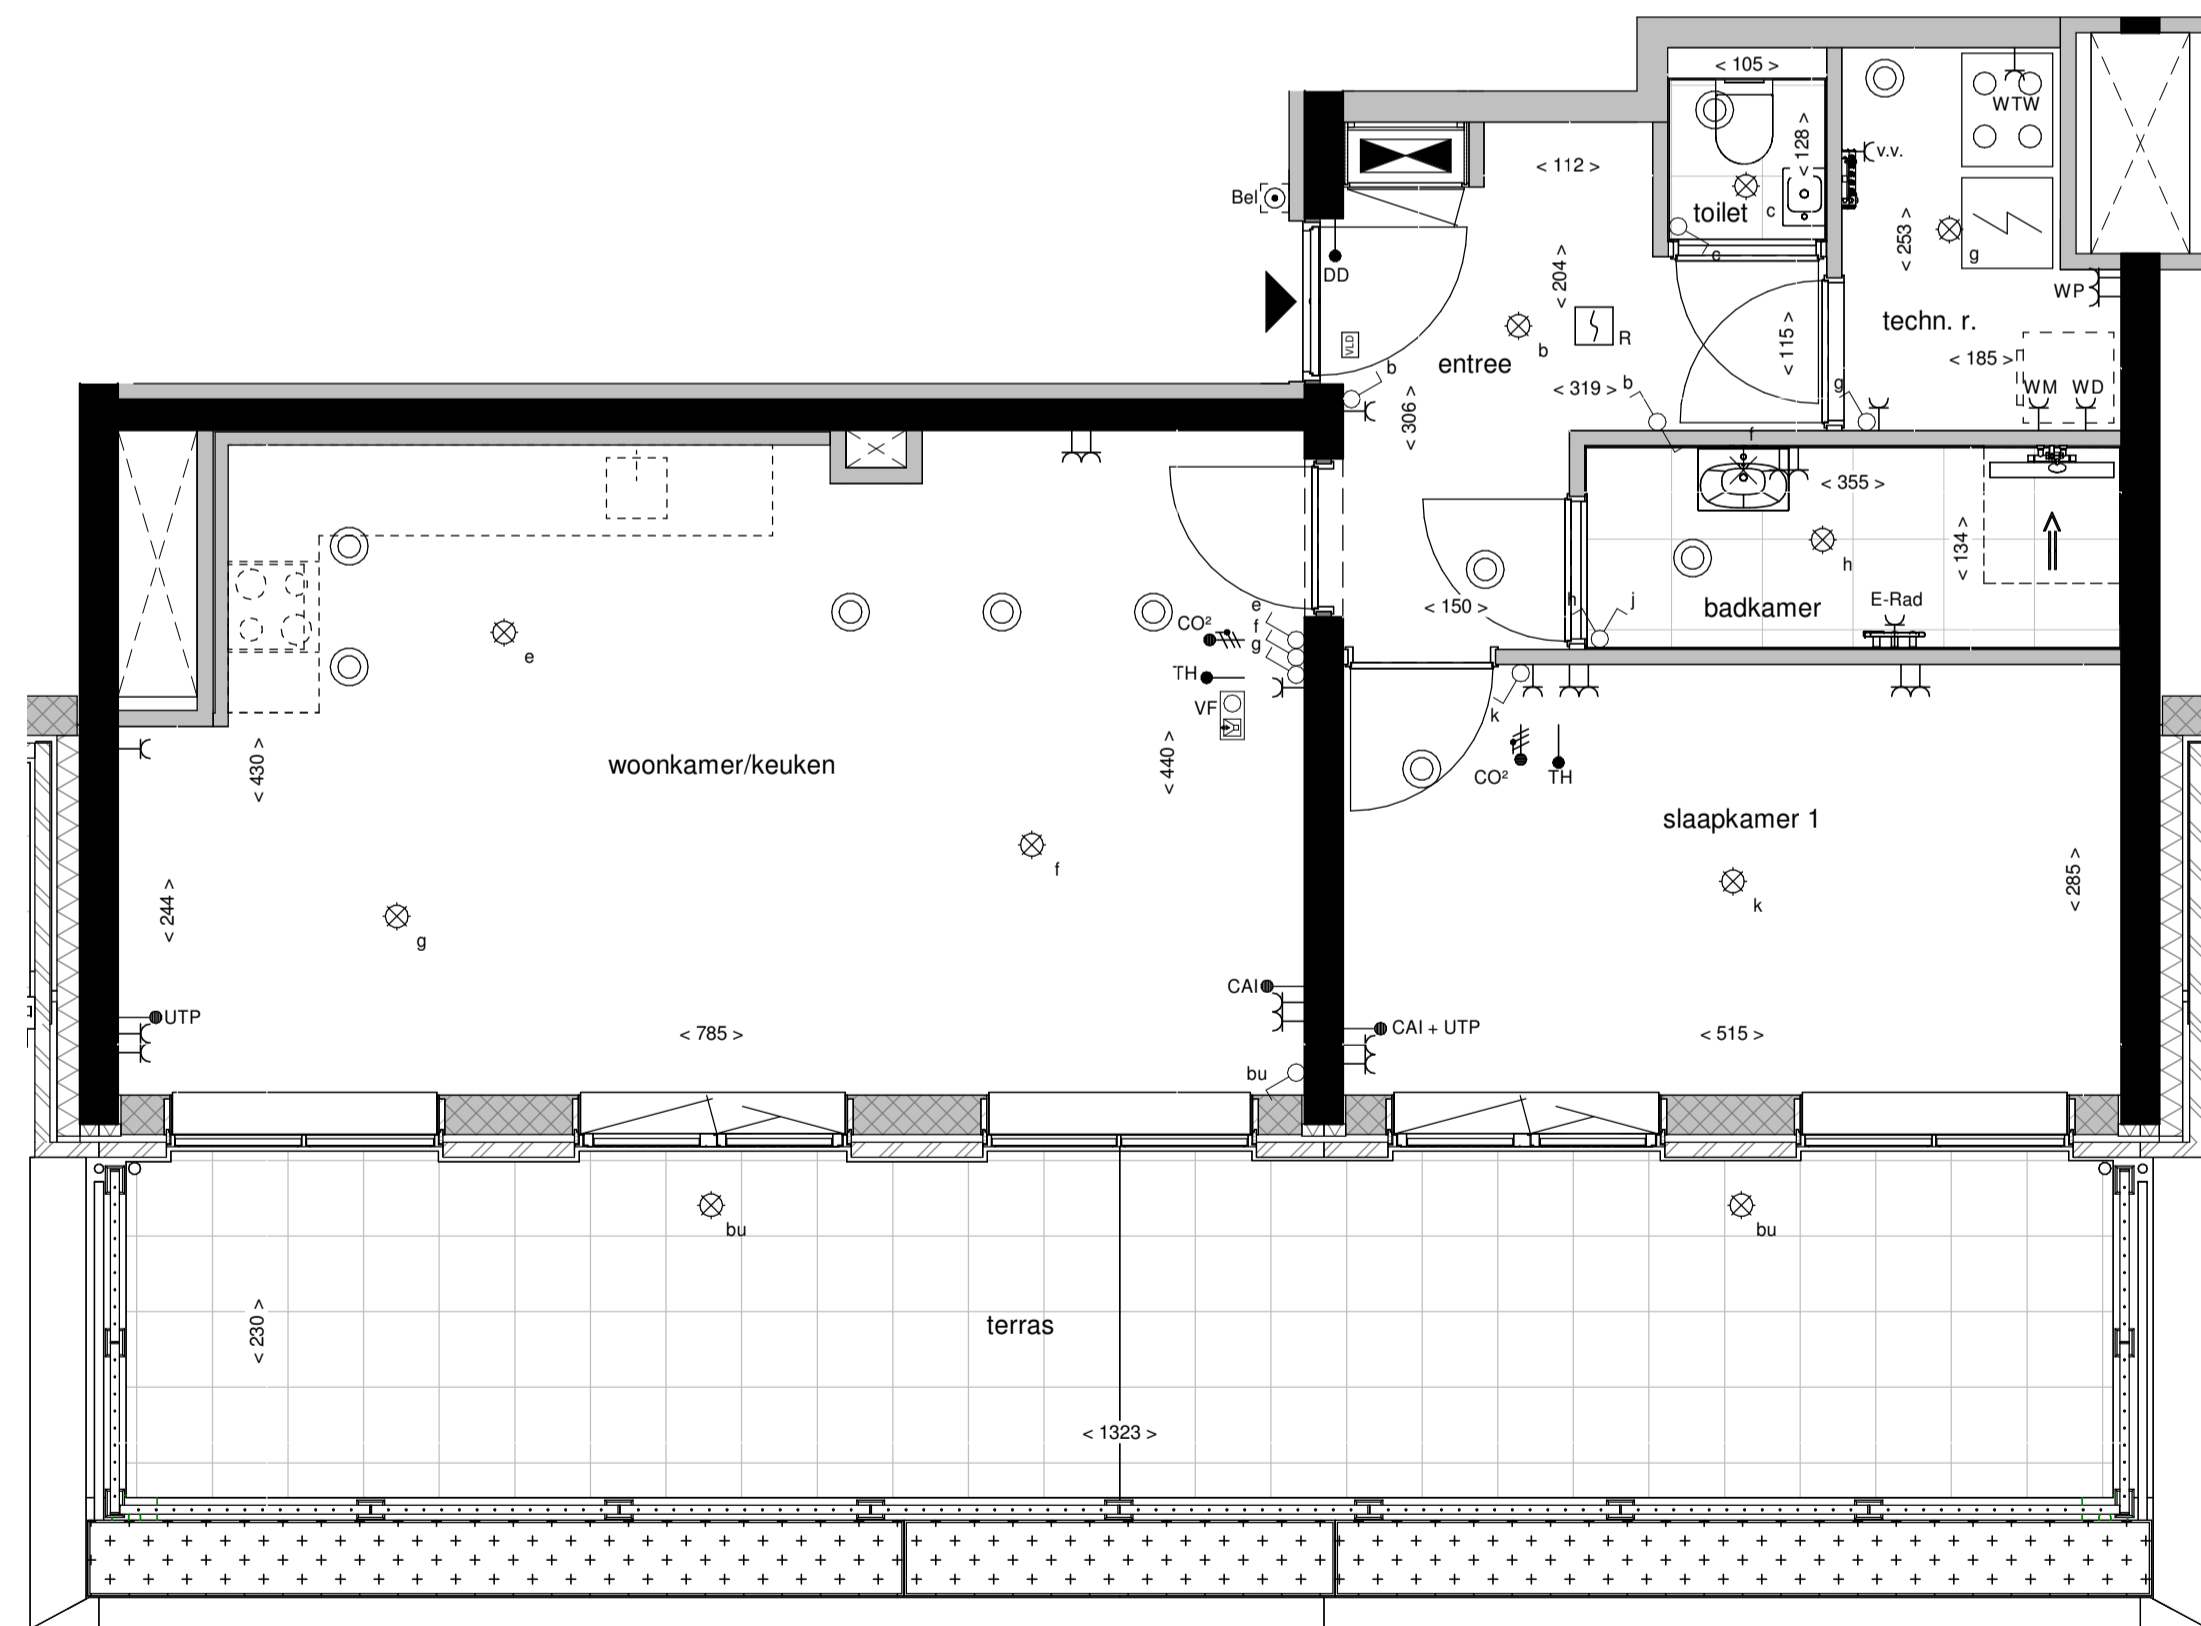 < 105 >
WTW
< 128 >
v.v.
< 112 >
Bel
toilet
c
c
< 253 >
g
DD
< 204 >
WP
VLD
b
R
techn. r.
entree
< 115 >
< 185 >
b
< 319 >
b
g
WM
WD
< 306 >
f
< 355 >
< 134 >
h
e
f
g
CO²
< 150 >
h
j
badkamer
E-Rad
e
TH
VF
k
< 430 >
woonkamer/keuken
< 440 >
CO²
TH
slaapkamer 1
f
< 244 >
g
k
< 285 >
CAI
UTP
< 785 >
CAI + UTP
< 515 >
bu
bu
bu
< 230 >
terras
< 1323 >